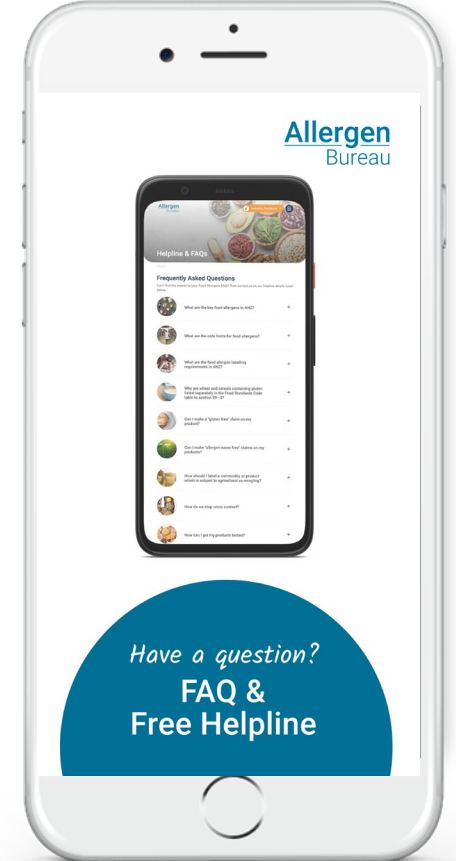 Allergen
Bureau
Allergen
Bureau
Helpline & FAQs
Frequently Asked Questions
What are the key food allergens in ANZ?
What are the safe limits for food allergens?
What are the food allergen labelling
requirements in ANZ?
Why are wheat and cereals containing gluten
listed separately in the Food Standards Code
table to section S9—3?
Can I make a "gluten free" claim on my
product?
Can I make "allergen name free" claims on my
products?
How should I label a commodity or product
which is subject to agricultural co-mingling?
How do we stop cross contact?
How can I get my products tested?
Have a question?
FAQ &
Free Helpline